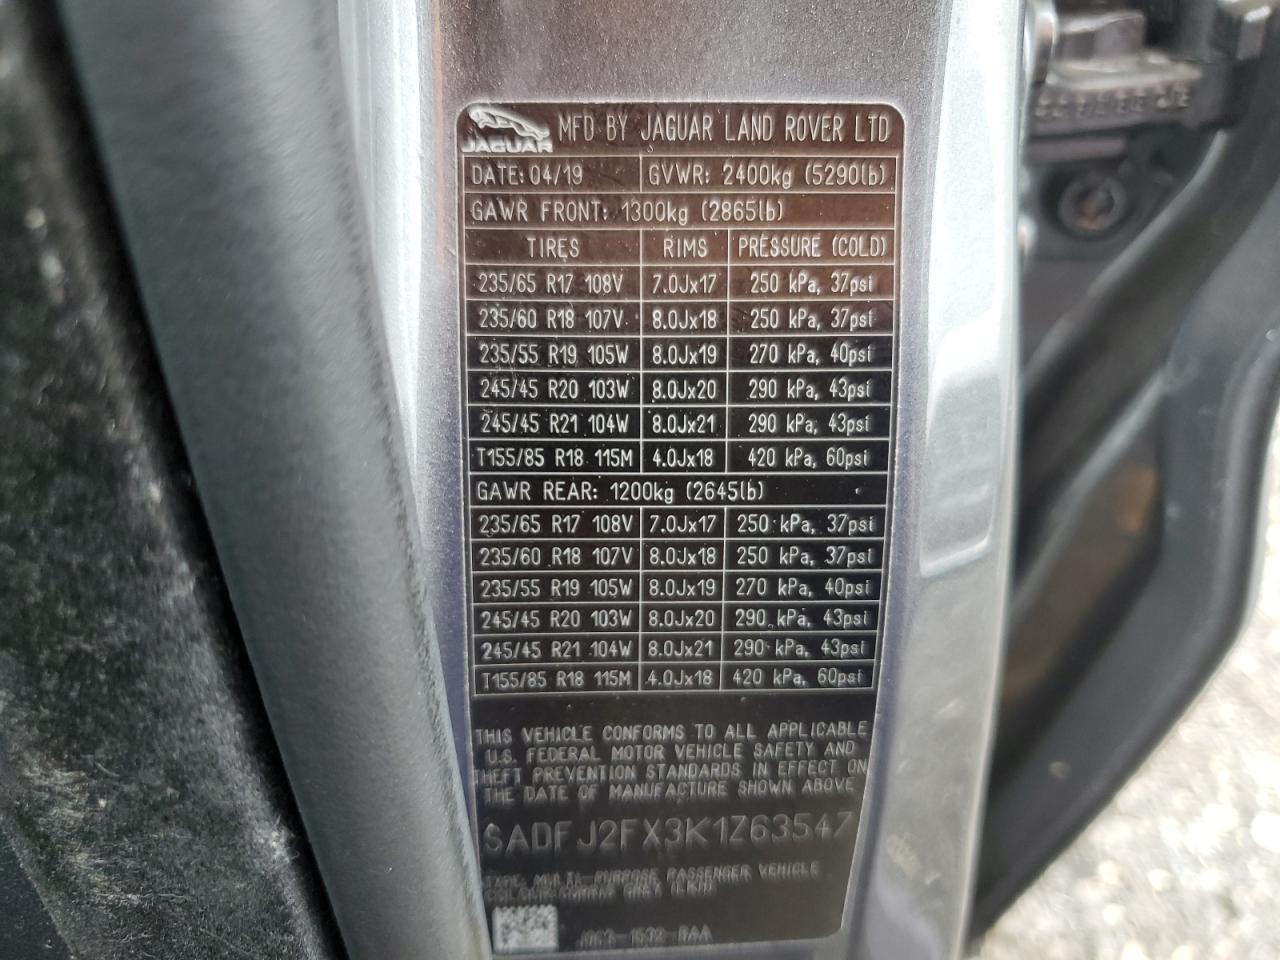 JAGUAR MFD BY JAGUAR LAND ROVER LTD
DATE: 04/19 GVWR: 2400kg (5290lb)
GAWR FRONT: 1300kg (2865lb)
TIRES RIMS PRESSURE (COLD)
235/65 R17 108V 7.0Jx17 250 kPa, 37psi
235/60 R18 107V 8.0Jx18 250 kPa, 37psi
235/55 R19 105W 8.0Jx19 270 kPa, 40psi
245/45 R20 103W 8.0Jx20 290 kPa, 43psi
245/45 R21 104W 8.0Jx21 290 kPa, 43psi
T155/85 R18 115M 4.0Jx18 420 kPa, 60psi
GAWR REAR: 1200kg (2645lb)
235/65 R17 108V 7.0Jx17 250 kPa, 37psi
235/60 R18 107V 8.0Jx18 250 kPa, 37psi
235/55 R19 105W 8.0Jx19 270 kPa, 40psi
245/45 R20 103W 8.0Jx20 290 kPa, 43psi
245/45 R21 104W 8.0Jx21 290 kPa, 43psi
T155/85 R18 115M 4.0Jx18 420 kPa, 60psi
THIS VEHICLE CONFORMS TO ALL APPLICABLE
U.S. FEDERAL MOTOR VEHICLE SAFETY AND
THEFT PREVENTION STANDARDS IN EFFECT ON
THE DATE OF MANUFACTURE SHOWN ABOVE
SADFJ2FX3K1Z63547
TYPE: MULTI-PURPOSE PASSENGER VEHICLE
GREY (LKH)